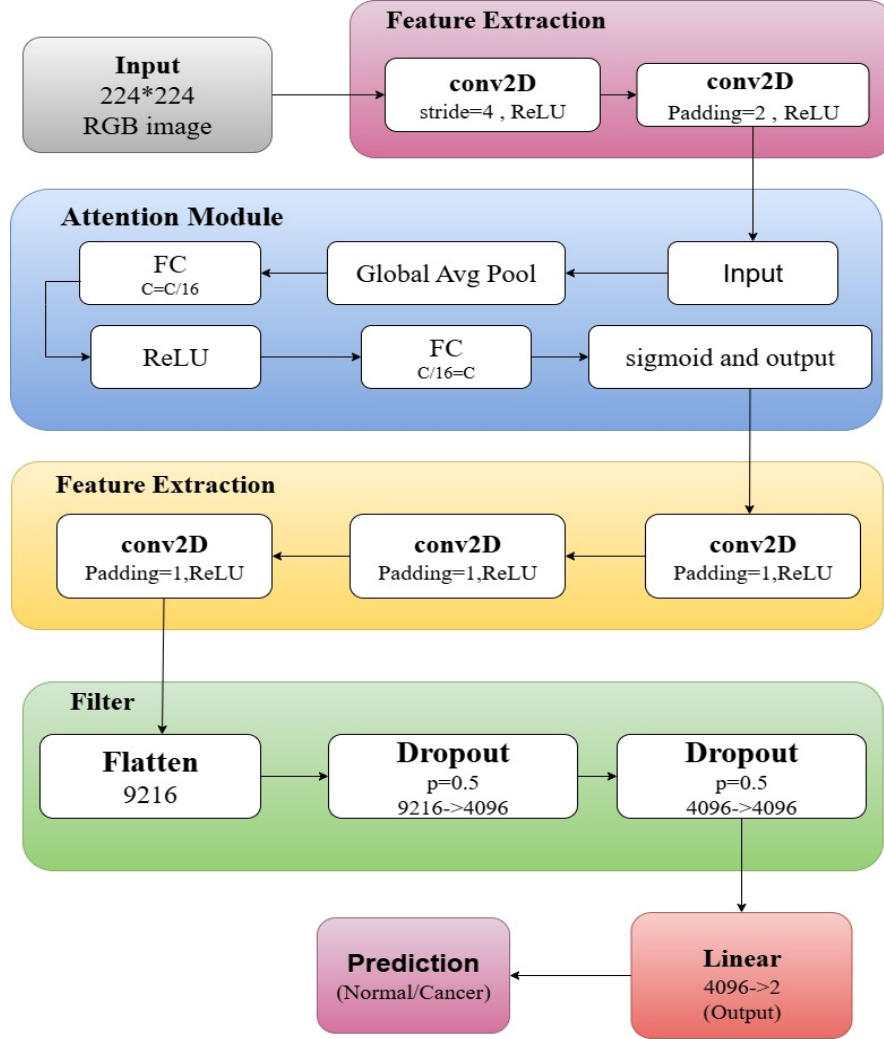 Feature Extraction
Input
224*224
RGB image
conv2D
stride=4 , ReLU
conv2D
Padding=2 , ReLU
Attention Module
Input
Global Avg Pool
FC
C=C/16
ReLU
FC
C/16=C
sigmoid and output
Feature Extraction
conv2D
Padding=1,ReLU
conv2D
Padding=1,ReLU
conv2D
Padding=1,ReLU
Filter
Flatten
9216
Dropout
p=0.5
9216->4096
Dropout
p=0.5
4096->4096
Linear
4096->2
(Output)
Prediction
(Normal/Cancer)